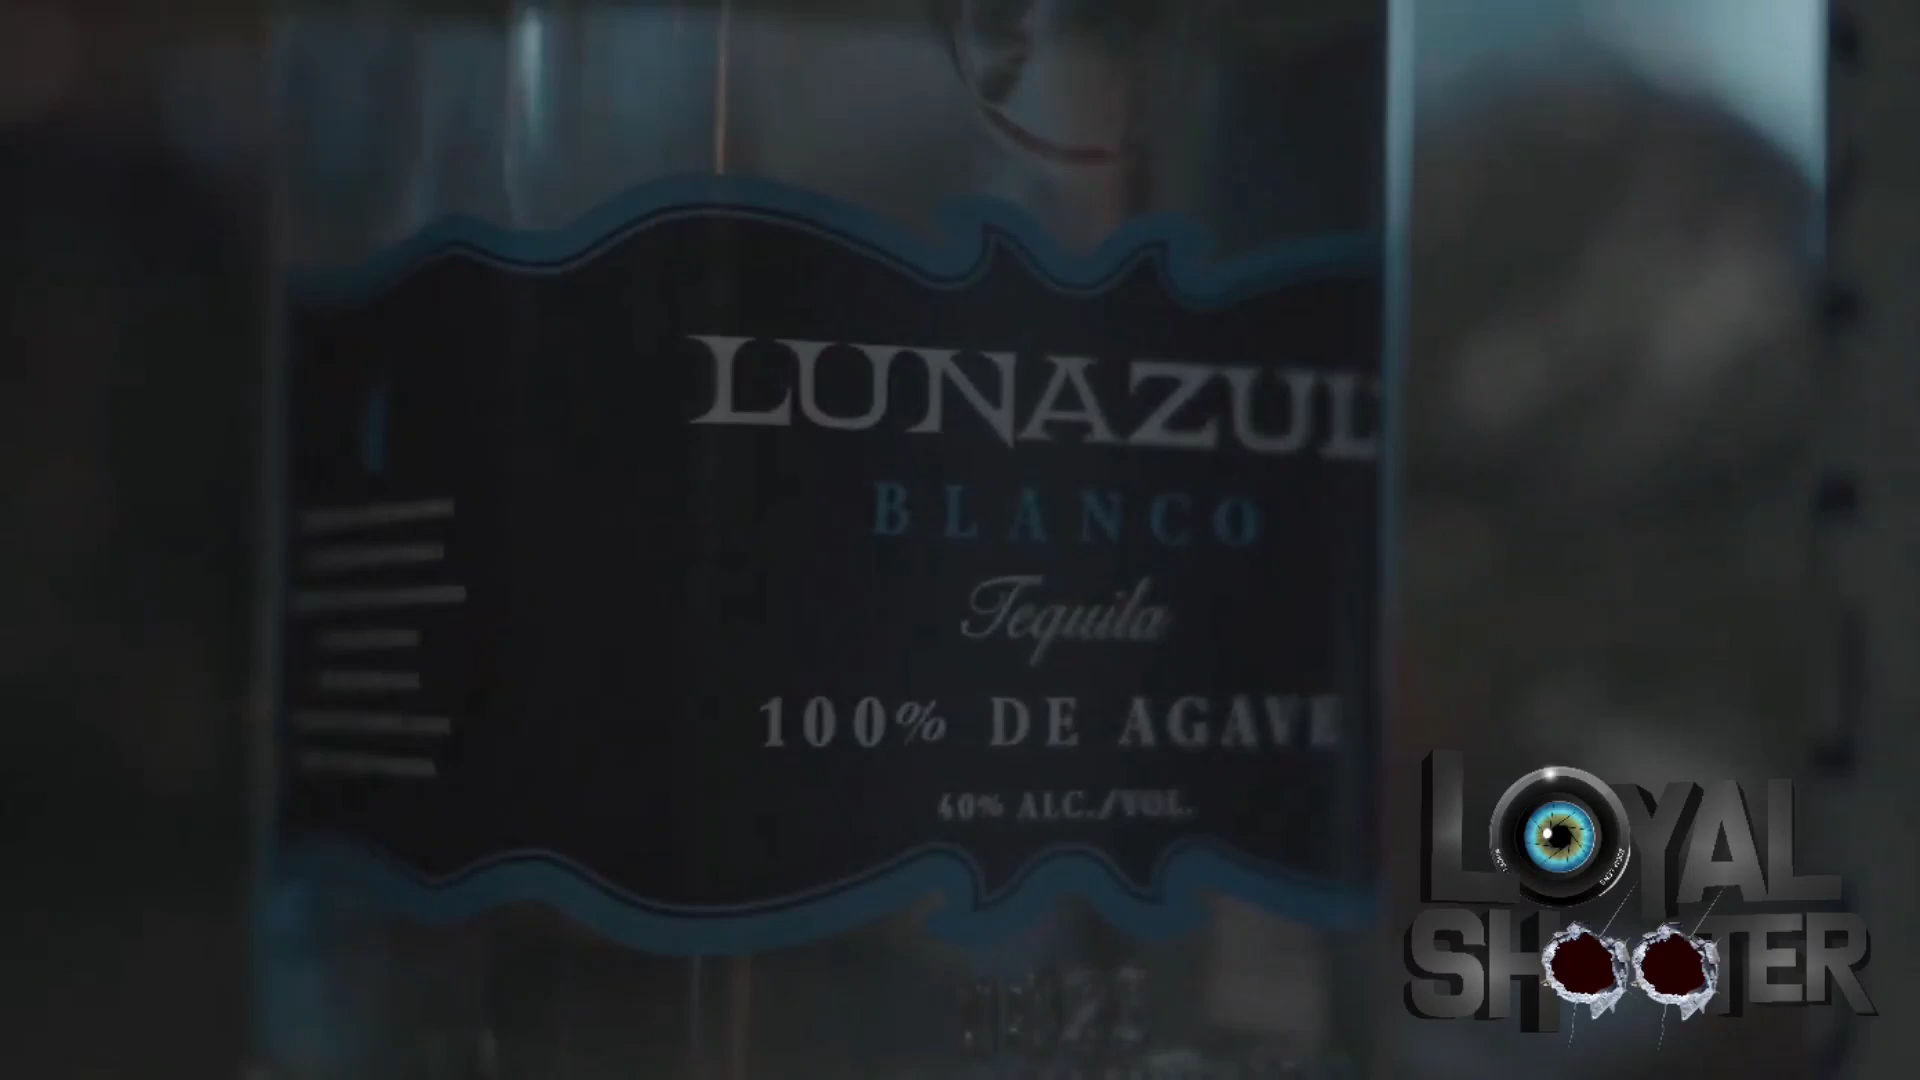 LUNAZUL
BLANCO
Tequila
100% DE AGAVE
40% ALC./VOL.
LOYAL
SHOOTER